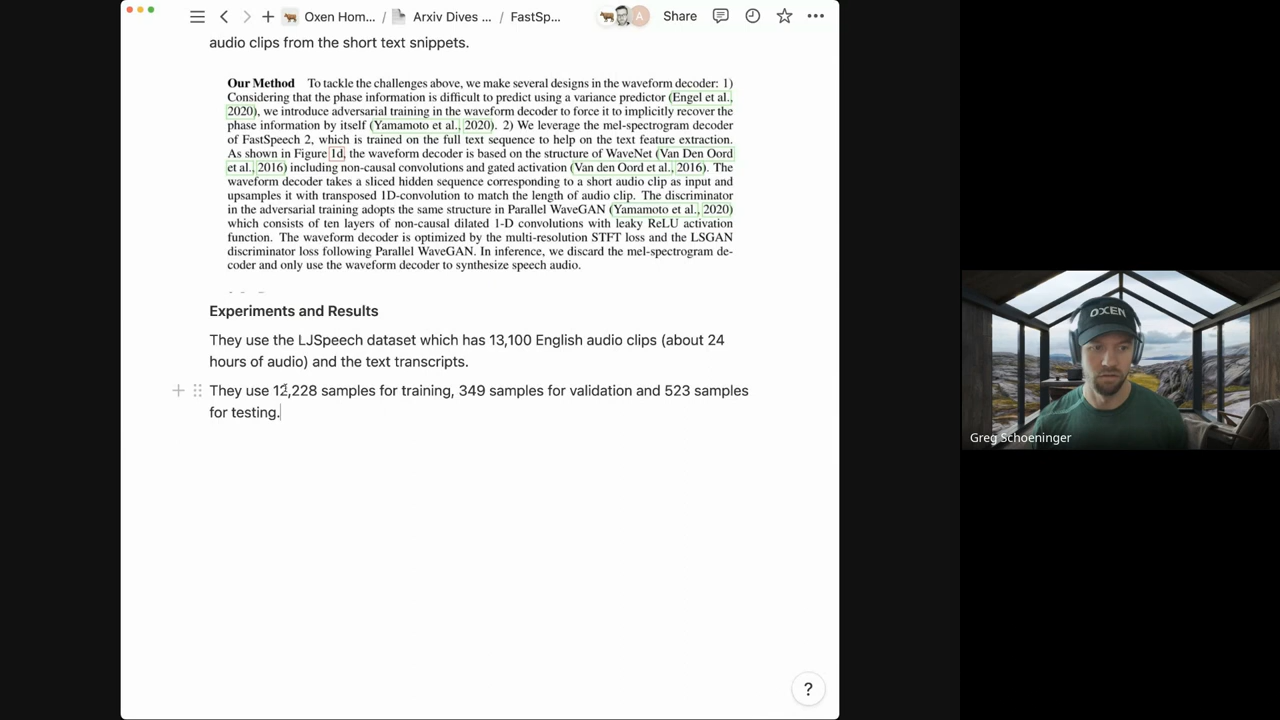 Oxen Hom... / Arxiv Dives ... / FastSp... Share
audio clips from the short text snippets.
Our Method To tackle the challenges above, we make several designs in the waveform decoder: 1)
Considering that the phase information is difficult to predict using a variance predictor (Engel et al.,
2020), we introduce adversarial training in the waveform decoder to force it to implicitly recover the
phase information by itself (Yamamoto et al., 2020). 2) We leverage the mel-spectrogram decoder
of FastSpeech 2, which is trained on the full text sequence to help on the text feature extraction.
As shown in Figure 1d, the waveform decoder is based on the structure of WaveNet (Van Den Oord
et al., 2016) including non-causal convolutions and gated activation (Van den Oord et al., 2016). The
waveform decoder takes a sliced hidden sequence corresponding to a short audio clip as input and
upsamples it with transposed 1D-convolution to match the length of audio clip. The discriminator
in the adversarial training adopts the same structure in Parallel WaveGAN (Yamamoto et al., 2020)
which consists of ten layers of non-causal dilated 1-D convolutions with leaky ReLU activation
function. The waveform decoder is optimized by the multi-resolution STFT loss and the LSGAN
discriminator loss following Parallel WaveGAN. In inference, we discard the mel-spectrogram de-
coder and only use the waveform decoder to synthesize speech audio.
Experiments and Results
They use the LJSpeech dataset which has 13,100 English audio clips (about 24
hours of audio) and the text transcripts.
They use 12,228 samples for training, 349 samples for validation and 523 samples
for testing.
?
OXEN
Greg Schoeninger